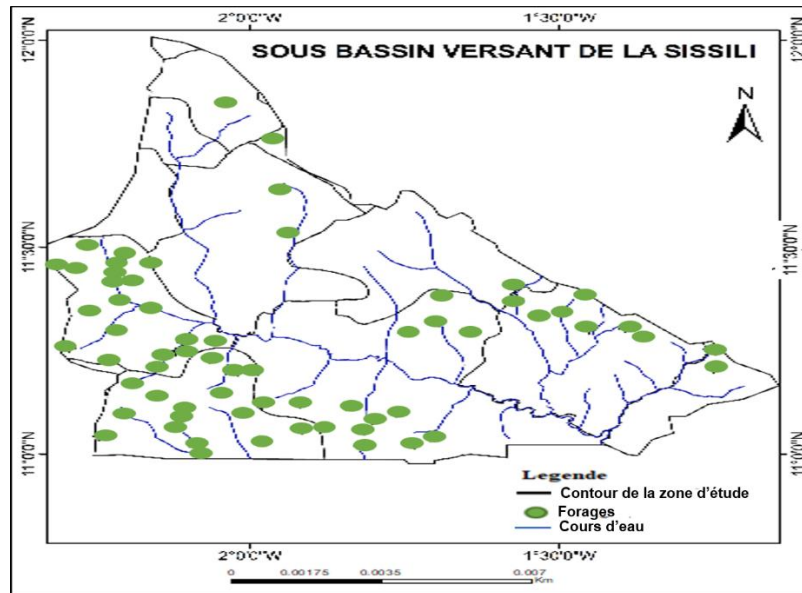 2°0'0"W
1°30'0"W
12°0'0"N
12°0'0"N
SOUS BASSIN VERSANT DE LA SISSILI
N
11°30'0"N
11°30'0"N
11°0'0"N
11°0'0"N
Legende
Contour de la zone d'étude
Forages
Cours d'eau
2°0'0"W
1°30'0"W
0
0.00175
0.0035
0.007
Km